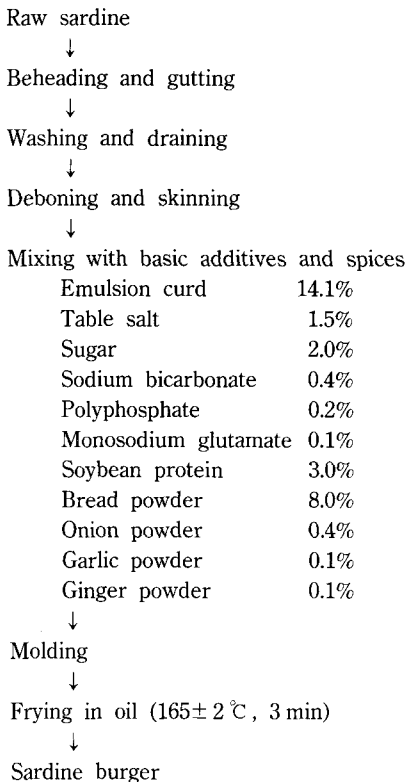 Raw sardine
↓
Beheading and gutting
↓
Washing and draining
↓
Deboning and skinning
↓
Mixing with basic additives and spices
Emulsion curd 14.1%
Table salt 1.5%
Sugar 2.0%
Sodium bicarbonate 0.4%
Polyphosphate 0.2%
Monosodium glutamate 0.1%
Soybean protein 3.0%
Bread powder 8.0%
Onion powder 0.4%
Garlic powder 0.1%
Ginger powder 0.1%
↓
Molding
↓
Frying in oil (165± 2 ℃, 3 min)
↓
Sardine burger